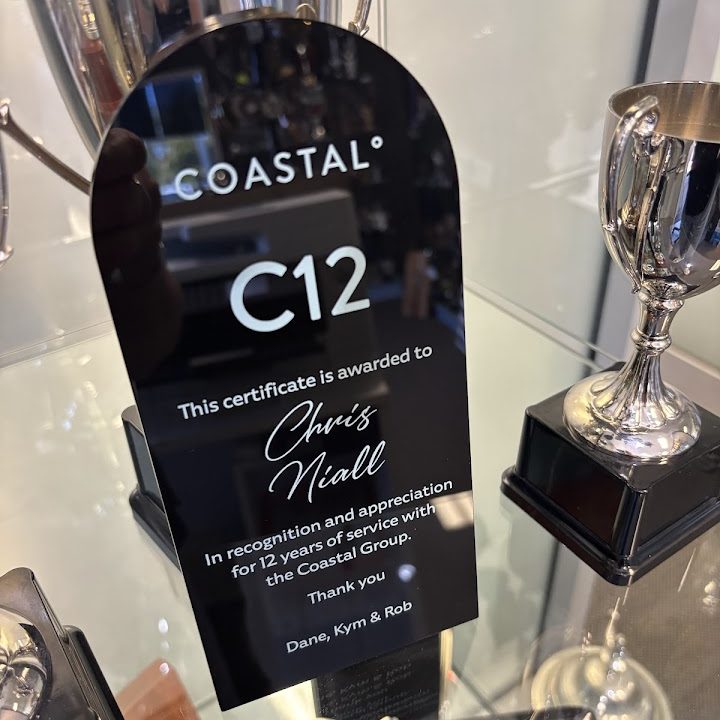 COASTAL°
C12
This certificate is awarded to
Chris
Niall
In recognition and appreciation
for 12 years of service with
the Coastal Group.
Thank you
Dane, Kym & Rob